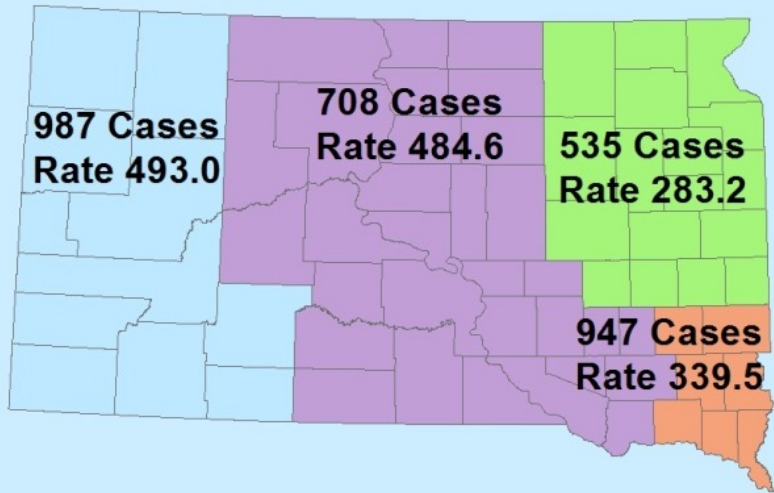 987 Cases
Rate 493.0
708 Cases
Rate 484.6
535 Cases
Rate 283.2
947 Cases
Rate 339.5